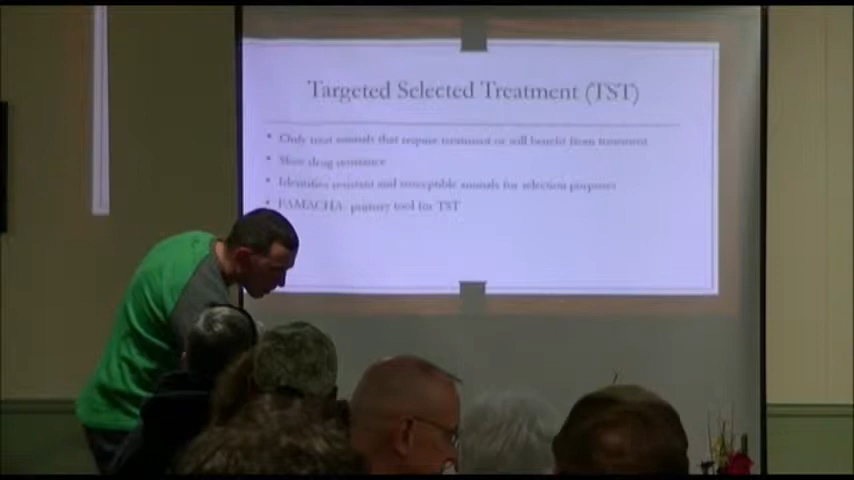 Targeted Selected Treatment (TST)
• Only treat animals that require treatment or will benefit from treatment
• Slow drug resistance
• Identifies resistant and susceptible animals for selection purposes
• FAMACHA- primary tool for TST